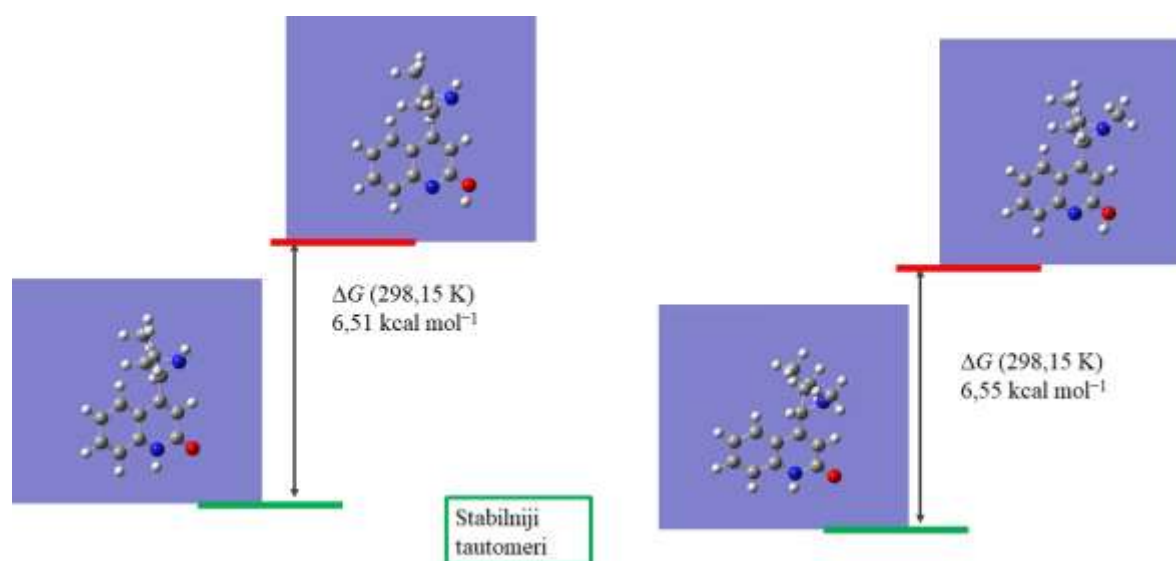 ΔG (298,15 K)
6,51 kcal mol⁻¹
ΔG (298,15 K)
6,55 kcal mol⁻¹
Stabilniji
tautomeri